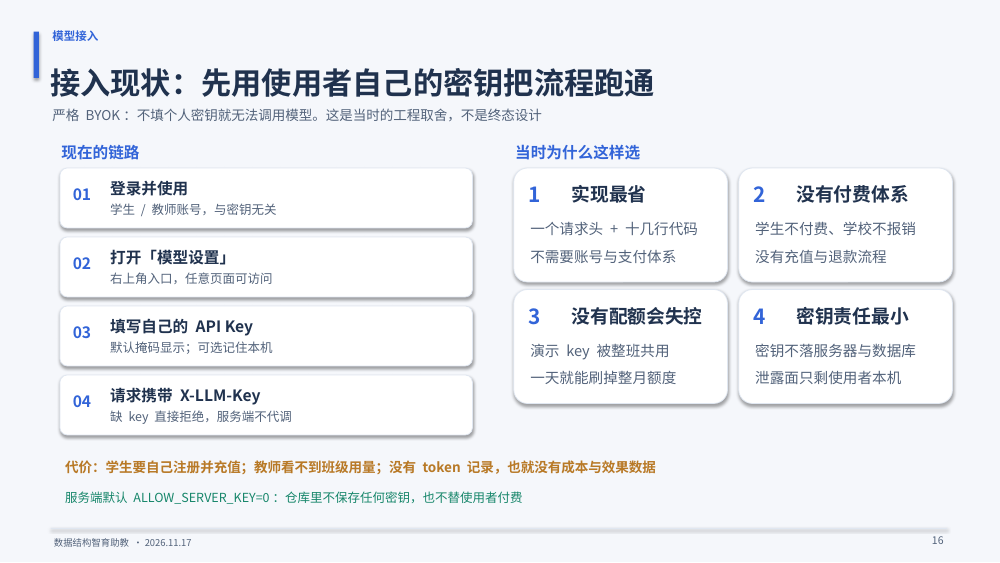 模型接入
接入现状：先用使用者自己的密钥把流程跑通
严格 BYOK：不填个人密钥就无法调用模型。这是当时的工程取舍，不是终态设计
现在的链路
01
登录并使用
学生 / 教师账号，与密钥无关
02
打开「模型设置」
右上角入口，任意页面可访问
03
填写自己的 API Key
默认掩码显示；可选记住本机
04
请求携带 X-LLM-Key
缺 key 直接拒绝，服务端不代调
当时为什么这样选
1 实现最省
一个请求头 + 十几行代码
不需要账号与支付体系
2 没有付费体系
学生不付费、学校不报销
没有充值与退款流程
3 没有配额会失控
演示 key 被整班共用
一天就能刷掉整月额度
4 密钥责任最小
密钥不落服务器与数据库
泄露面只剩使用者本机
代价：学生要自己注册并充值；教师看不到班级用量；没有 token 记录，也就没有成本与效果数据
服务端默认 ALLOW_SERVER_KEY=0：仓库里不保存任何密钥，也不替使用者付费
数据结构智育助教 · 2026.11.17
16